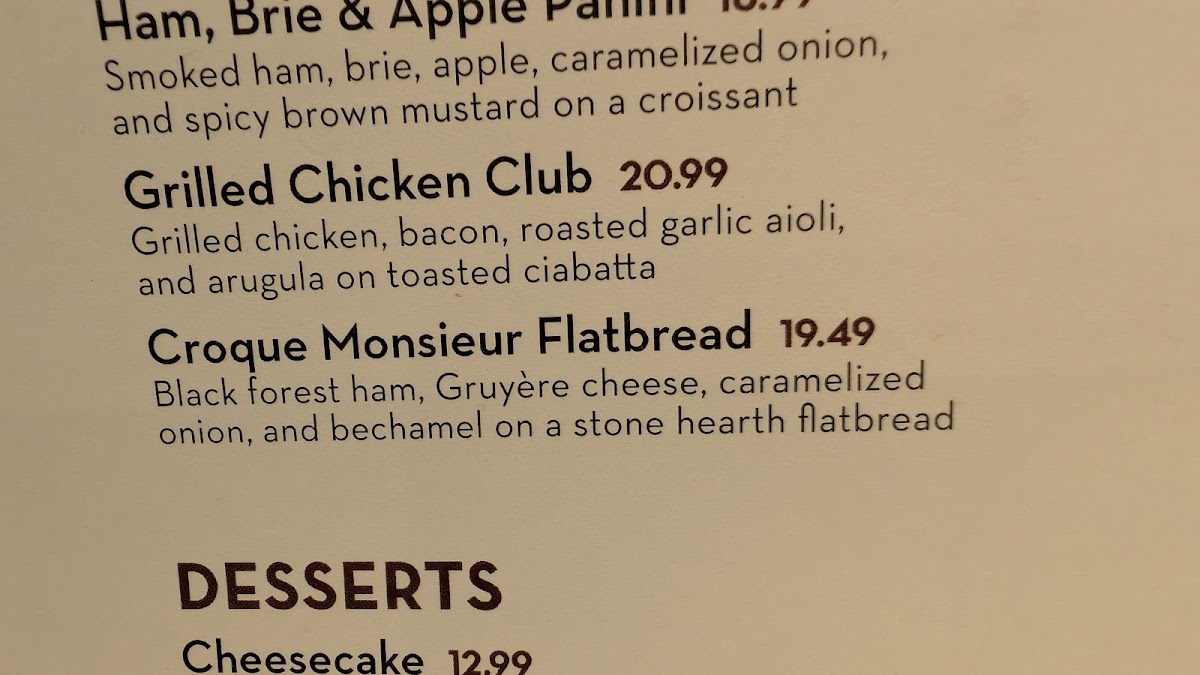 Ham, Brie & Apple Panini
Smoked ham, brie, apple, caramelized onion,
and spicy brown mustard on a croissant
Grilled Chicken Club 20.99
Grilled chicken, bacon, roasted garlic aioli,
and arugula on toasted ciabatta
Croque Monsieur Flatbread 19.49
Black forest ham, Gruyère cheese, caramelized
onion, and bechamel on a stone hearth flatbread
DESSERTS
Cheesecake 12.99